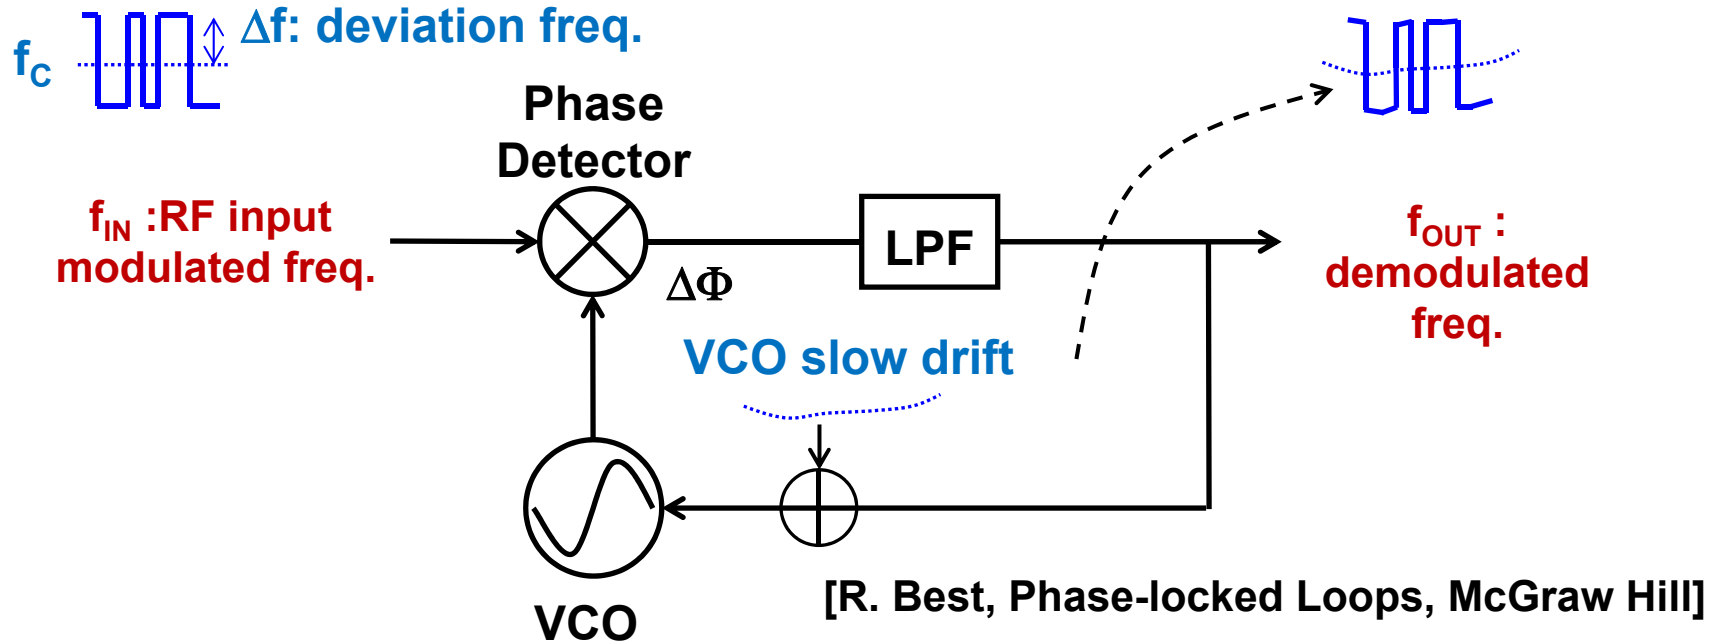 Δf: deviation freq.
fC
Phase
Detector
fIN :RF input
modulated freq.
LPF
fOUT :
demodulated
freq.
ΔΦ
VCO slow drift
VCO
[R. Best, Phase-locked Loops, McGraw Hill]